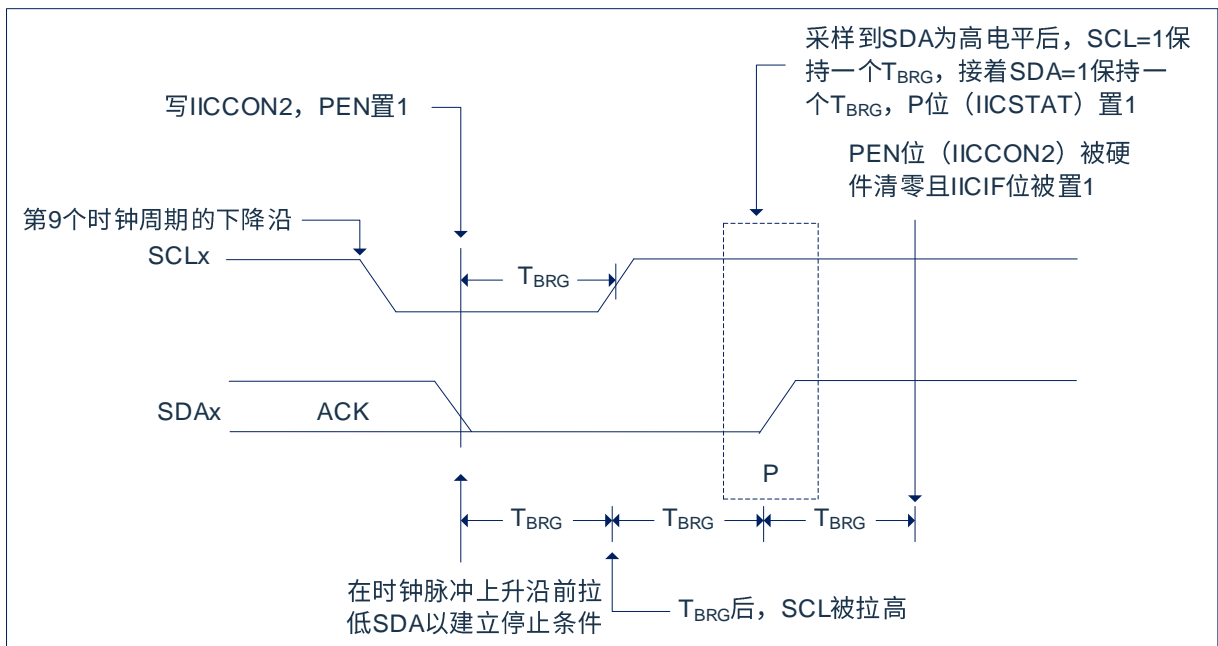 采样到SDA为高电平后，SCL=1保
持一个TBRG，接着SDA=1保持一
个TBRG，P位（IICSTAT）置1
写IICCON2，PEN置1
PEN位（IICCON2）被硬
件清零且IICIF位被置1
第9个时钟周期的下降沿
SCLx
TBRG
SDAx
ACK
P
TBRG
TBRG
TBRG
在时钟脉冲上升沿前拉
低SDA以建立停止条件
TBRG后，SCL被拉高